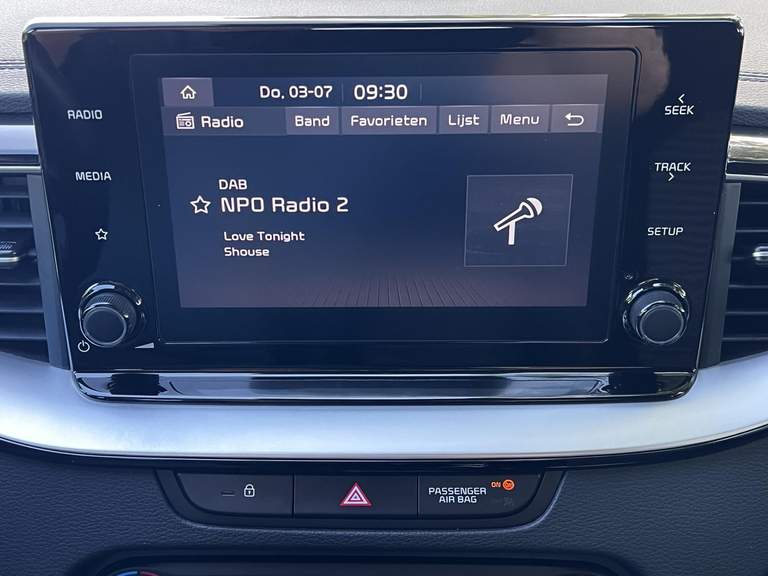 Do, 03-07 09:30
RADIO
Radio Band Favorieten Lijst Menu
SEEK
MEDIA
TRACK
DAB
NPO Radio 2
Love Tonight
Shouse
SETUP
PASSENGER
AIR BAG
ON